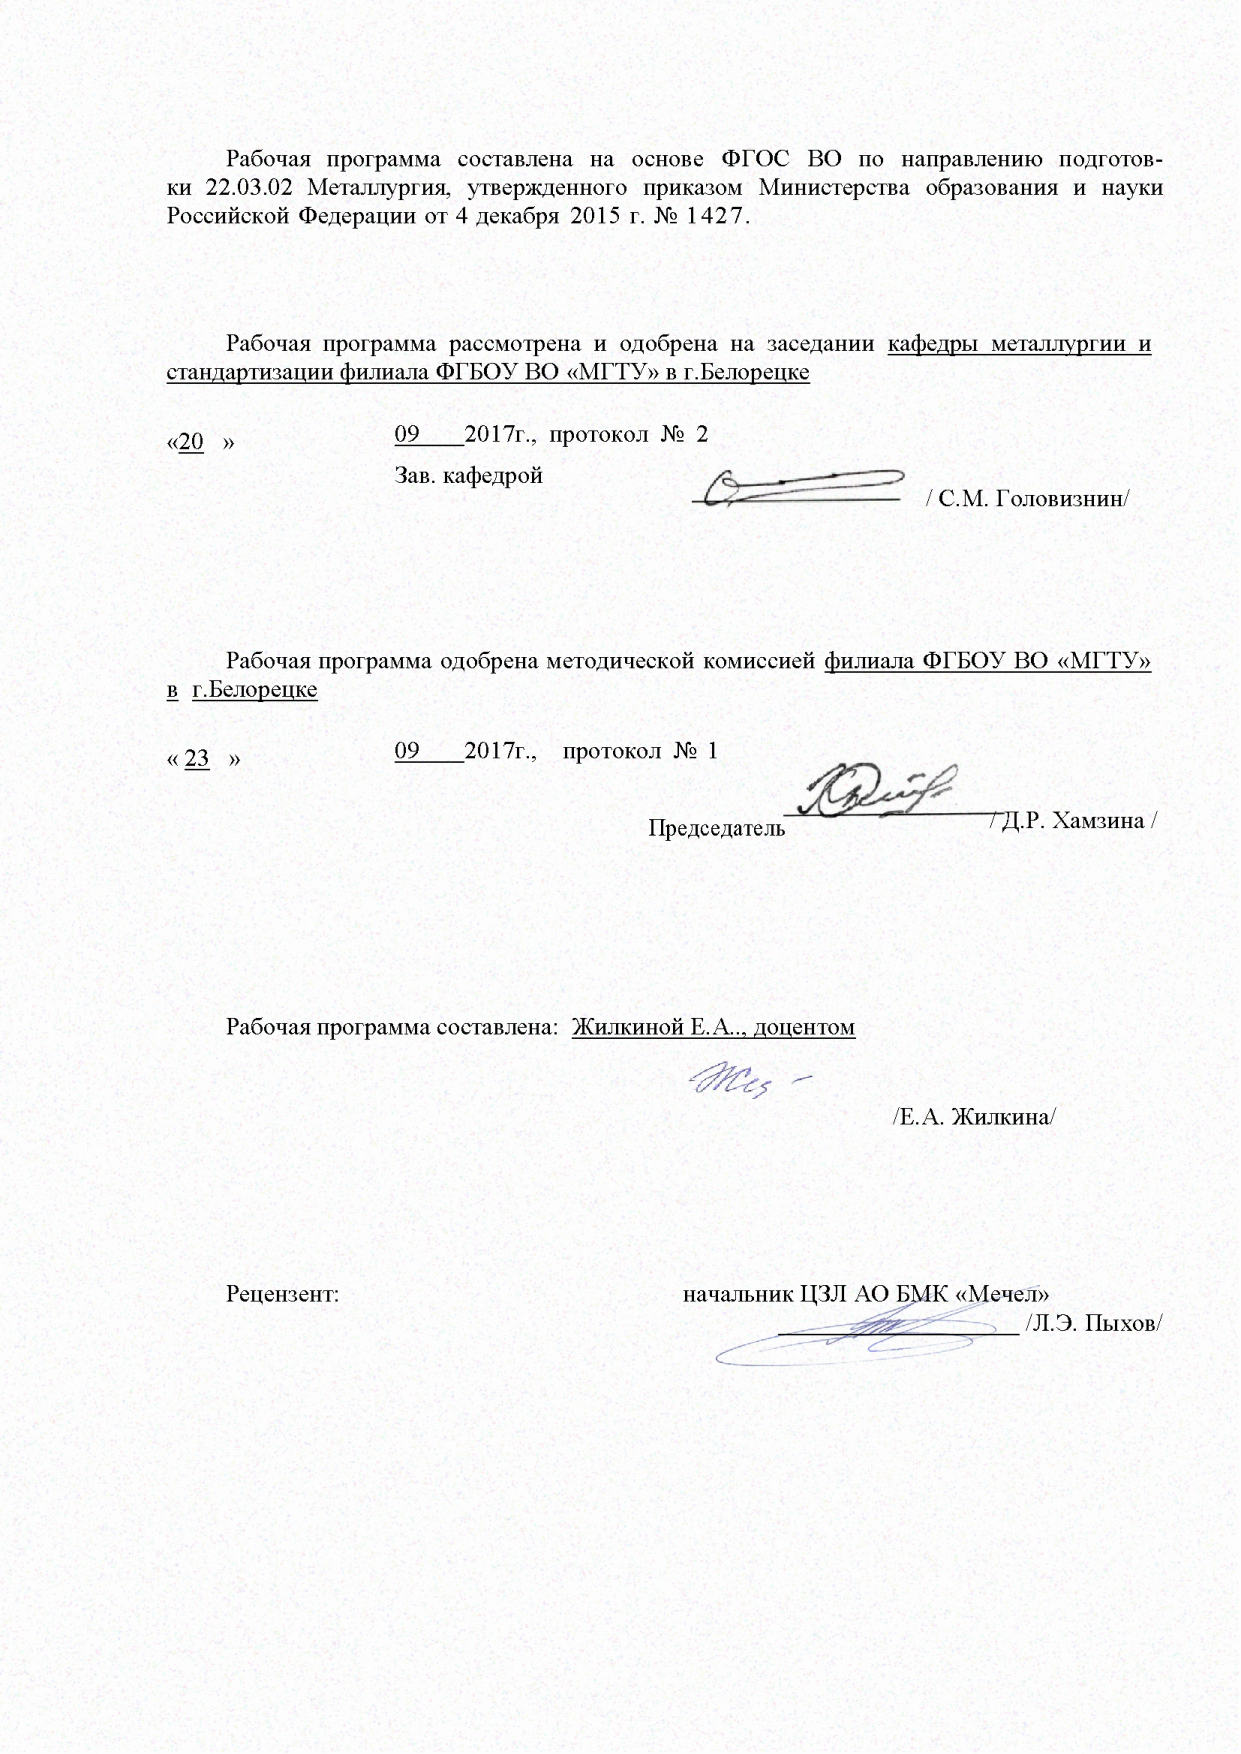 Рабочая программа составлена на основе ФГОС ВО по направлению подготов-
ки 22.03.02 Металлургия, утвержденного приказом Министерства образования и науки
Российской Федерации от 4 декабря 2015 г. № 1427.
Рабочая программа рассмотрена и одобрена на заседании кафедры металлургии и
стандартизации филиала ФГБОУ ВО «МГТУ» в г.Белорецке
«20 » 09____2017г., протокол № 2
Зав. кафедрой / С.М. Головизнин/
Рабочая программа одобрена методической комиссией филиала ФГБОУ ВО «МГТУ»
в г.Белорецке
« 23 » 09____2017г., протокол № 1
Председатель / Д.Р. Хамзина /
Рабочая программа составлена: Жилкиной Е.А.., доцентом
/Е.А. Жилкина/
Рецензент: начальник ЦЗЛ АО БМК «Мечел»
/Л.Э. Пыхов/